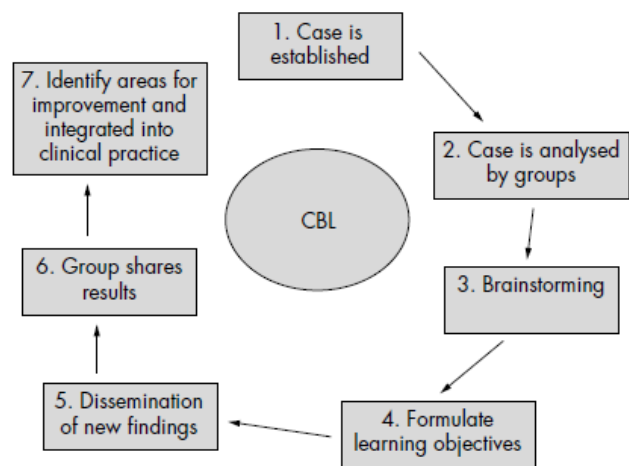 1. Case is
established
2. Case is analysed
by groups
3. Brainstorming
4. Formulate
learning objectives
5. Dissemination
of new findings
6. Group shares
results
7. Identify areas for
improvement and
integrated into
clinical practice
CBL